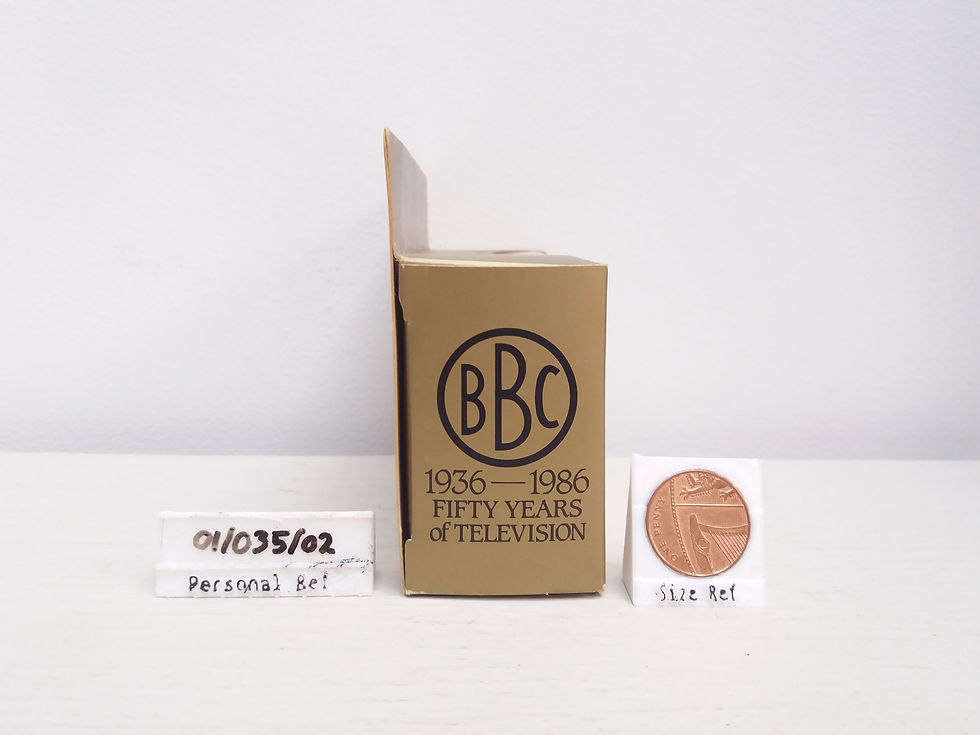 BBC
1936—1986
FIFTY YEARS
of TELEVISION
01/035/02
Personal Ref
ONE PENNY
Size Ref